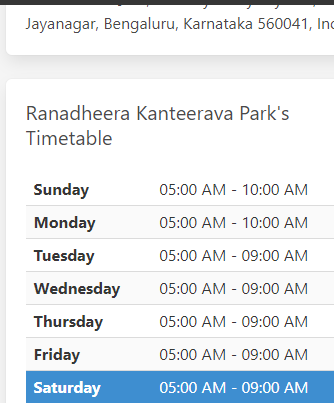 Jayanagar, Bengaluru, Karnataka 560041, Inc
Ranadheera Kanteerava Park's
Timetable
Sunday 05:00 AM - 10:00 AM
Monday 05:00 AM - 10:00 AM
Tuesday 05:00 AM - 09:00 AM
Wednesday 05:00 AM - 09:00 AM
Thursday 05:00 AM - 09:00 AM
Friday 05:00 AM - 09:00 AM
Saturday 05:00 AM - 09:00 AM